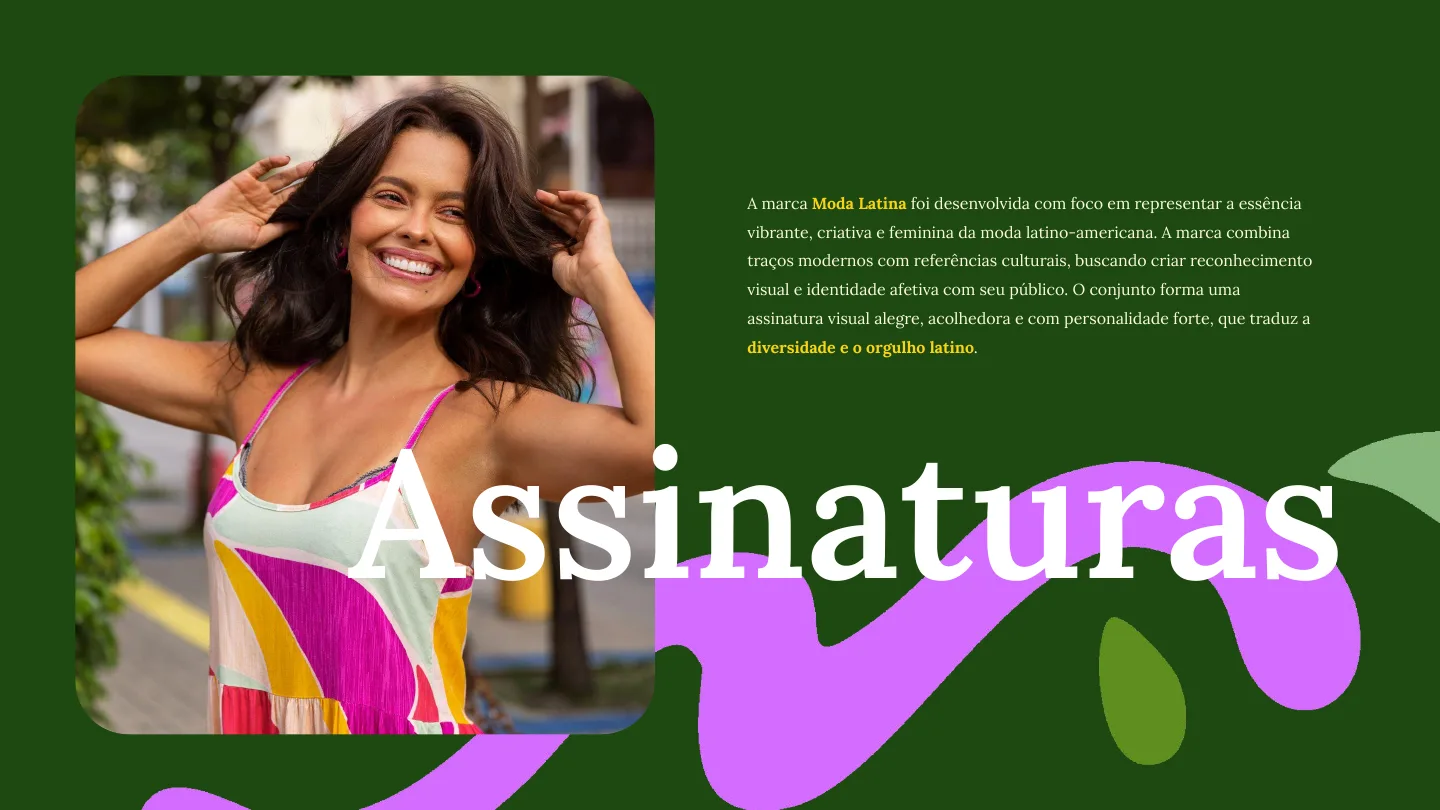 A marca Moda Latina foi desenvolvida com foco em representar a essência
vibrante, criativa e feminina da moda latino-americana. A marca combina
traços modernos com referências culturais, buscando criar reconhecimento
visual e identidade afetiva com seu público. O conjunto forma uma
assinatura visual alegre, acolhedora e com personalidade forte, que traduz a
diversidade e o orgulho latino.
Assinaturas